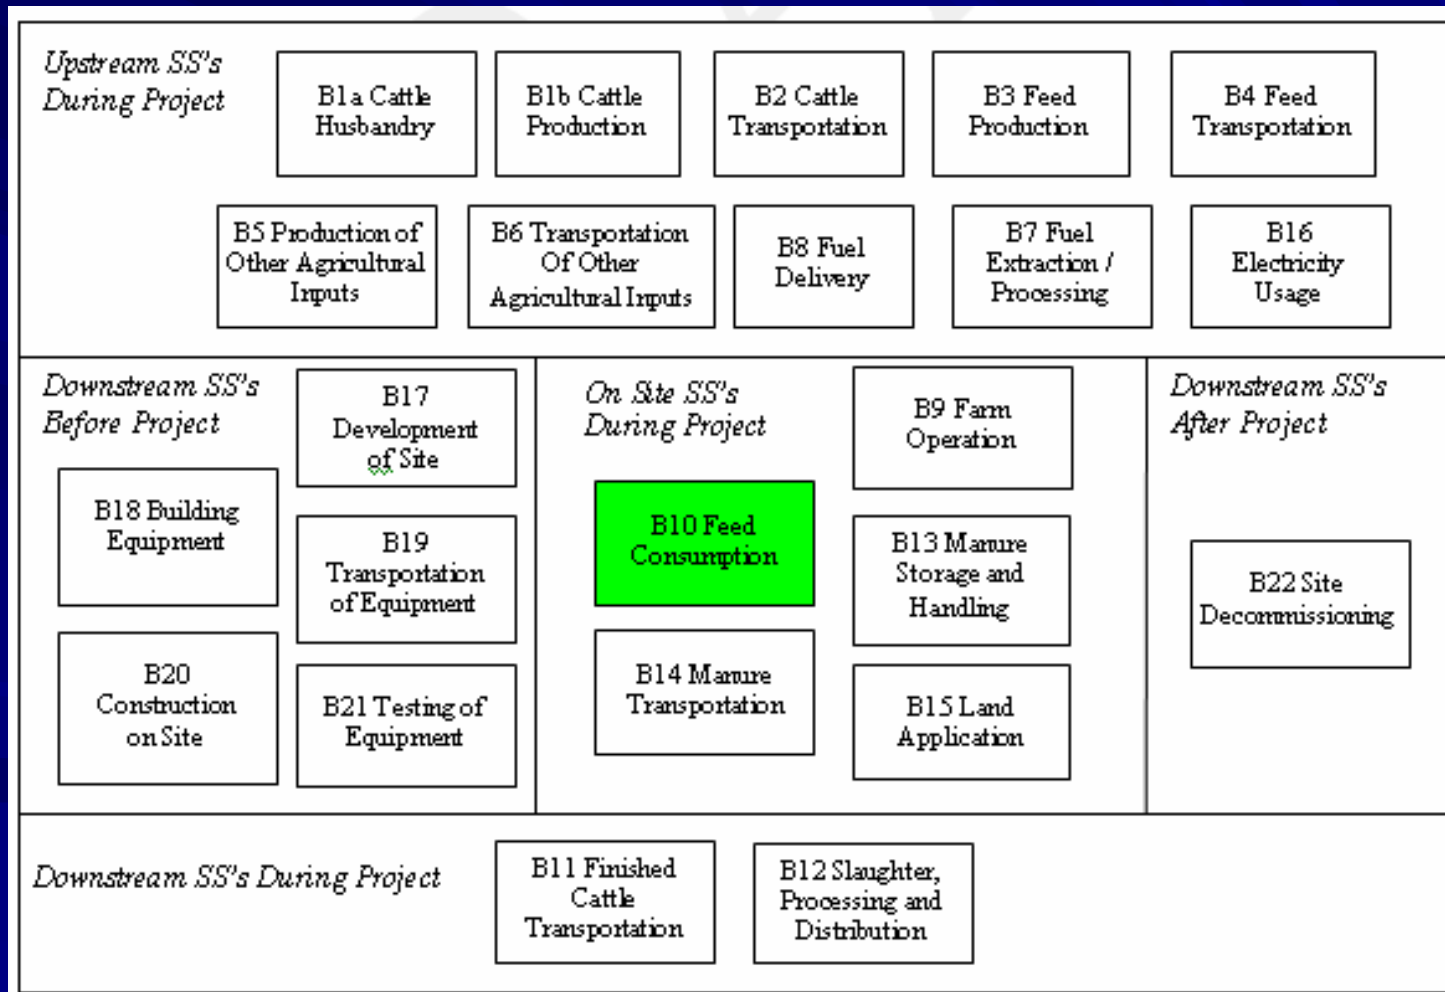 Upstream SS's
During Project
B1a Cattle
Husbandry
B1b Cattle
Production
B2 Cattle
Transportation
B3 Feed
Production
B4 Feed
Transportation
B5 Production of
Other Agricultural
Inputs
B6 Transportation
Of Other
Agricultural Inputs
B8 Fuel
Delivery
B7 Fuel
Extraction /
Processing
B16
Electricity
Usage
Downstream SS's
Before Project
B17
Development
of Site
B18 Building
Equipment
B19
Transportation
of Equipment
B20
Construction
on Site
B21 Testing of
Equipment
On Site SS's
During Project
B9 Farm
Operation
B10 Feed
Consumption
B13 Manure
Storage and
Handling
B14 Manure
Transportation
B15 Land
Application
Downstream SS's
After Project
B22 Site
Decommissioning
Downstream SS's During Project
B11 Finished
Cattle
Transportation
B12 Slaughter,
Processing and
Distribution